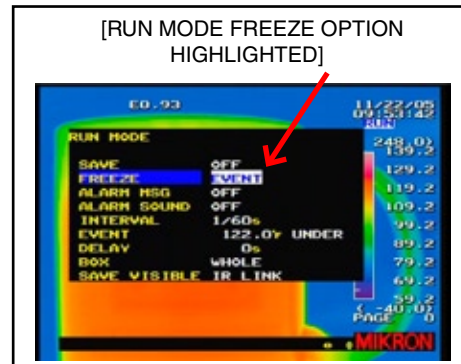 [RUN MODE FREEZE OPTION
HIGHLIGHTED]
E0.93
11/22/05
09:53:42
RUN
RUN MODE
248.0)
139.2
SAVE OFF
FREEZE EVENT
129.2
ALARM MSG OFF
119.2
ALARM SOUND OFF
109.2
INTERVAL 1/60s
99.2
EVENT 122.0F UNDER
DELAY 0s
89.2
BOX WHOLE
79.2
SAVE VISIBLE IR LINK
69.2
59.2
( -40.0)
PAGE 0
MIKRON